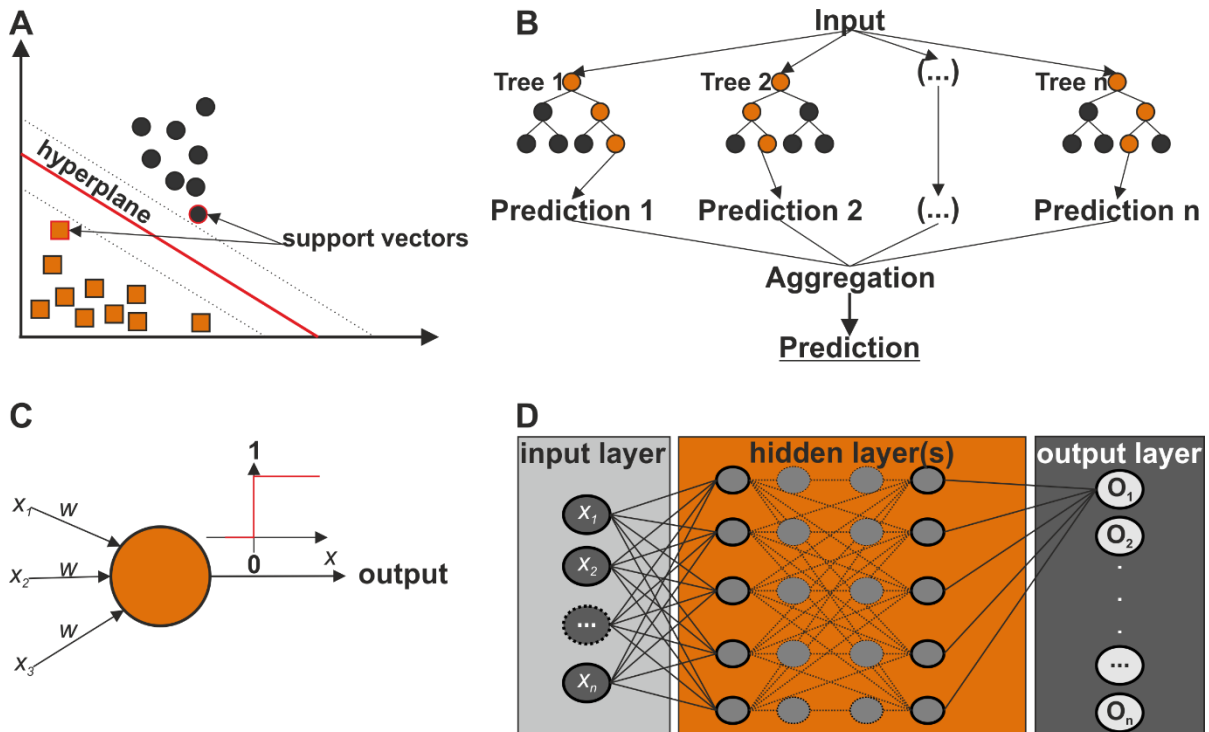 A
hyperplane
support vectors
B
Input
Tree 1
Tree 2
(...)
Tree n
Prediction 1
Prediction 2
(...)
Prediction n
Aggregation
Prediction
C
1
x1
w
x2
w
x3
w
0
x
output
D
input layer
hidden layer(s)
output layer
x1
x2
...
xn
O1
O2
.
.
.
...
On